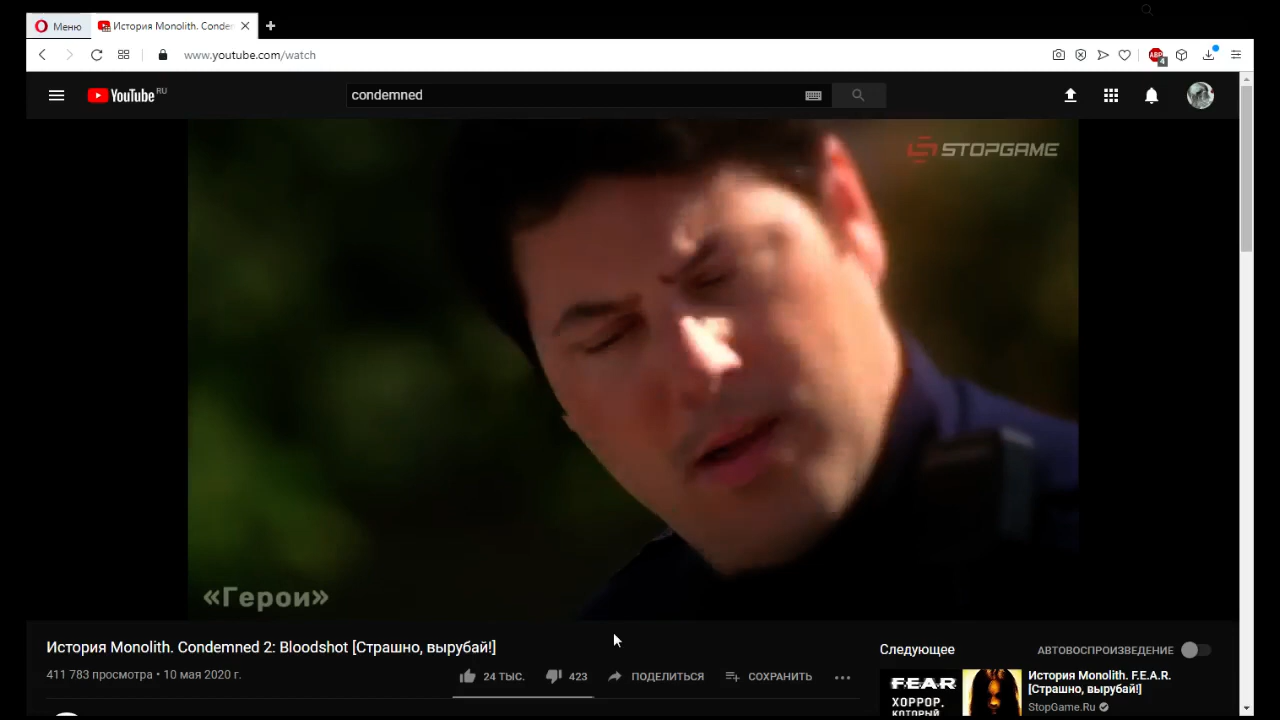 Меню
История Monolith. Conde
www.youtube.com/watch
ABP
4
YouTube RU
condemned
STOPGAME
«Герои»
История Monolith. Condemned 2: Bloodshot [Страшно, вырубай!]
411 783 просмотра • 10 мая 2020 г.
24 ТЫС.
423
ПОДЕЛИТЬСЯ
СОХРАНИТЬ
Следующее
АВТОВОСПРОИЗВЕДЕНИЕ
FEAR
ХОРРОР,
КОТОРЫЙ
История Monolith. F.E.A.R.
[Страшно, вырубай!]
StopGame.Ru